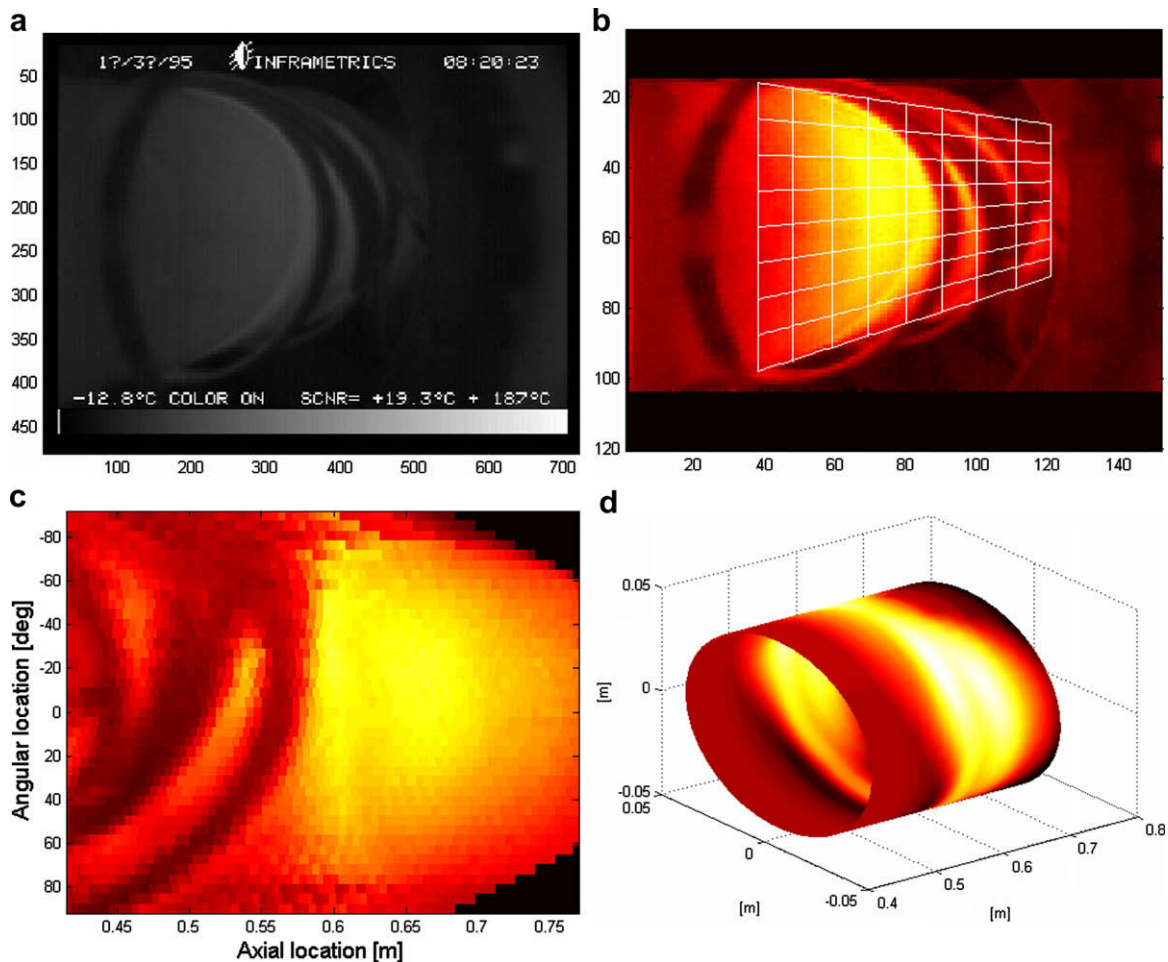 a
1?/3?/95 INFRAMETRICS 08:20:23
50
100
150
200
250
300
350
400
450
-12.8°C COLOR ON SCNR= +19.3°C + 187°C
100 200 300 400 500 600 700
b
20
40
60
80
100
120
20 40 60 80 100 120 140
c
Angular location [deg]
-80
-60
-40
-20
0
20
40
60
80
0.45 0.5 0.55 0.6 0.65 0.7 0.75
Axial location [m]
d
0.05
[m]
0
-0.05
0.05
0
-0.05
[m]
0.4
0.5
0.6
0.7
0.8
[m]